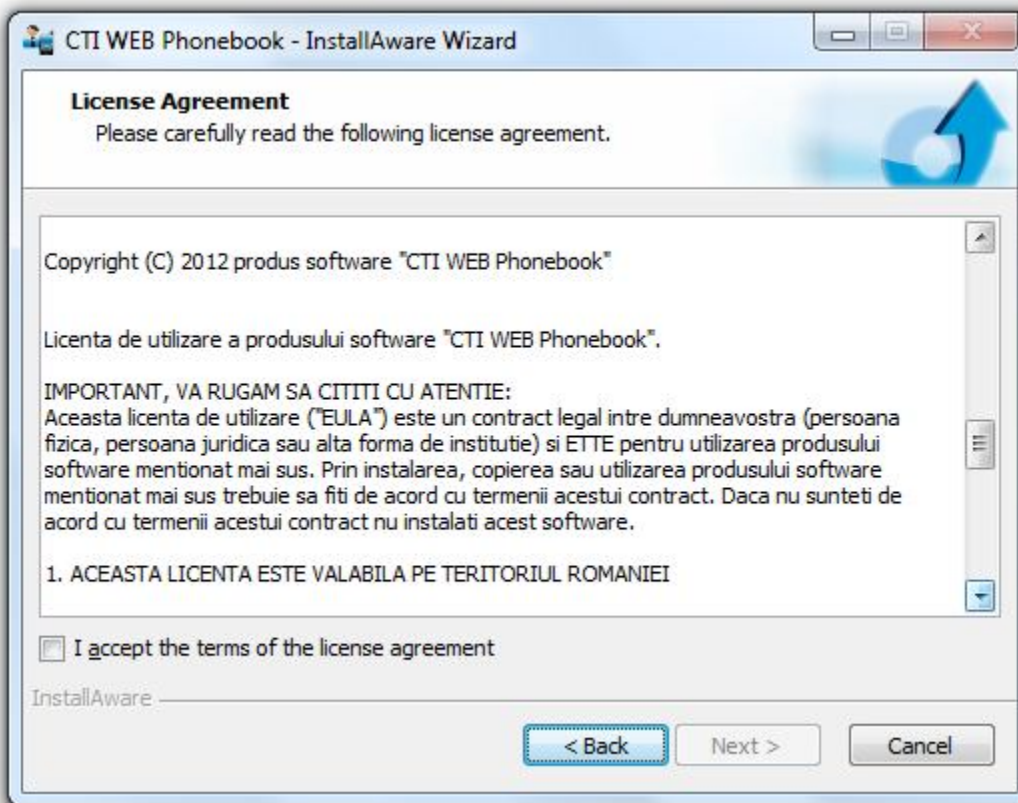 CTI WEB Phonebook - InstallAware Wizard
License Agreement
Please carefully read the following license agreement.
Copyright (C) 2012 produs software "CTI WEB Phonebook"
Licenta de utilizare a produsului software "CTI WEB Phonebook".
IMPORTANT, VA RUGAM SA CITITI CU ATENTIE:
Aceasta licenta de utilizare ("EULA") este un contract legal intre dumneavostra (persoana
fizica, persoana juridica sau alta forma de institutie) si ETTE pentru utilizarea produsului
software mentionat mai sus. Prin instalarea, copierea sau utilizarea produsului software
mentionat mai sus trebuie sa fiti de acord cu termenii acestui contract. Daca nu sunteti de
acord cu termenii acestui contract nu instalati acest software.
1. ACEASTA LICENTA ESTE VALABILA PE TERITORIUL ROMANIEI
I accept the terms of the license agreement
InstallAware
< Back Next > Cancel